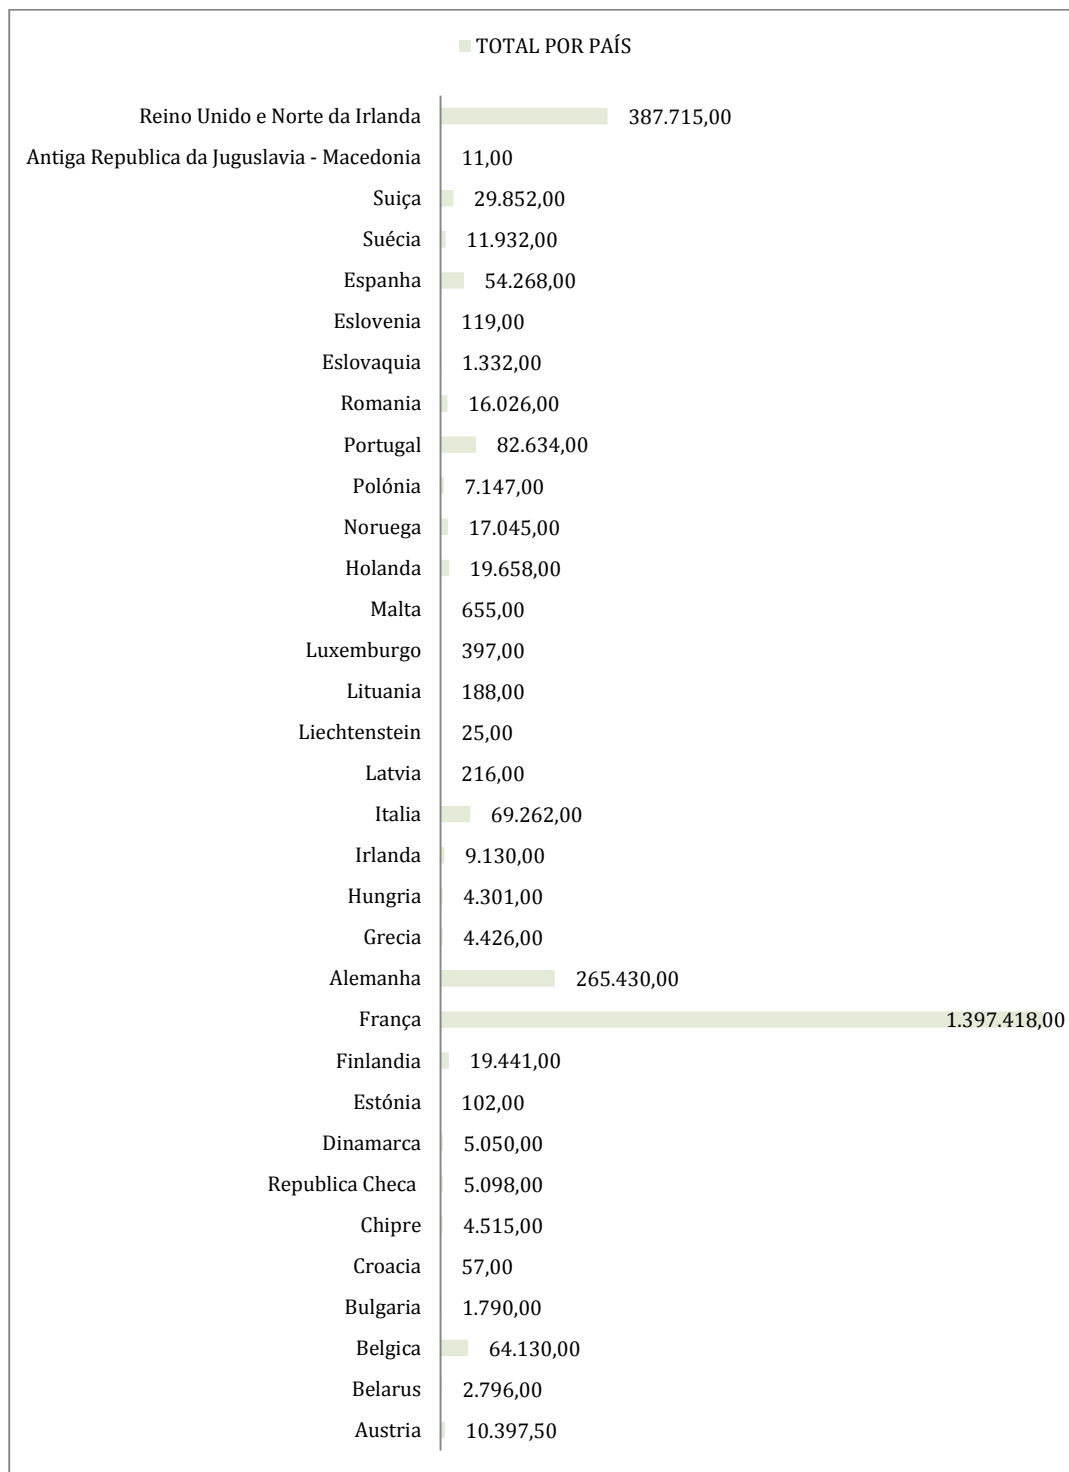 TOTAL POR PAÍS
Reino Unido e Norte da Irlanda 387.715,00
Antiga Republica da Juguslavia - Macedonia 11,00
Suiça 29.852,00
Suécia 11.932,00
Espanha 54.268,00
Eslovenia 119,00
Eslovaquia 1.332,00
Romania 16.026,00
Portugal 82.634,00
Polónia 7.147,00
Noruega 17.045,00
Holanda 19.658,00
Malta 655,00
Luxemburgo 397,00
Lituania 188,00
Liechtenstein 25,00
Latvia 216,00
Italia 69.262,00
Irlanda 9.130,00
Hungria 4.301,00
Grecia 4.426,00
Alemanha 265.430,00
França 1.397.418,00
Finlandia 19.441,00
Estónia 102,00
Dinamarca 5.050,00
Republica Checa 5.098,00
Chipre 4.515,00
Croacia 57,00
Bulgaria 1.790,00
Belgica 64.130,00
Belarus 2.796,00
Austria 10.397,50